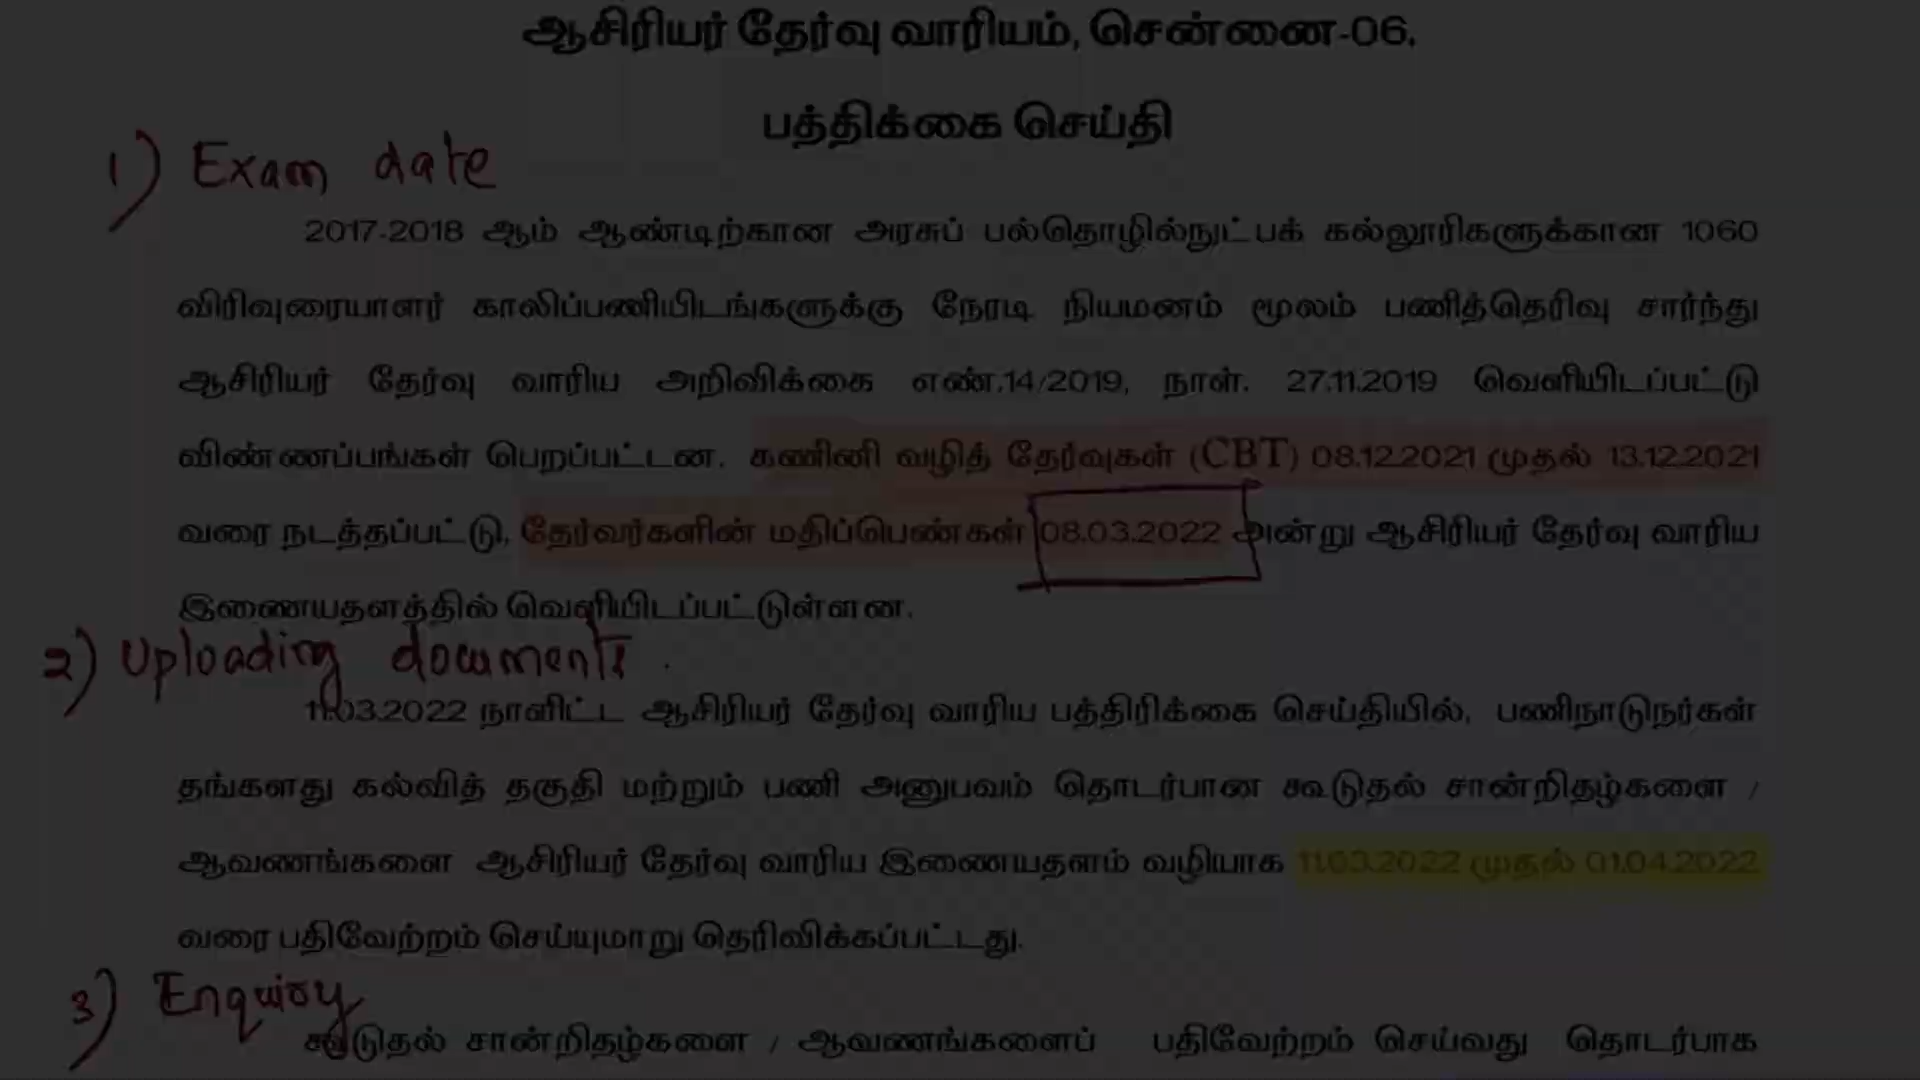 ஆசிரியர் தேர்வு வாரியம், சென்னை-06.
பத்திக்கை செய்தி
1) Exam date
2017-2018 ஆம் ஆண்டிற்கான அரசுப் பல்தொழில்நுட்பக் கல்லூரிகளுக்கான 1060
விரிவுரையாளர் காலிப்பணியிடங்களுக்கு நேரடி நியமனம் மூலம் பணித்தெரிவு சார்ந்து
ஆசிரியர் தேர்வு வாரிய அறிவிக்கை எண்.14/2019, நாள். 27.11.2019 வெளியிடப்பட்டு
விண்ணப்பங்கள் பெறப்பட்டன. கணினி வழித் தேர்வுகள் (CBT) 08.12.2021 முதல் 13.12.2021
வரை நடத்தப்பட்டு, தேர்வர்களின் மதிப்பெண்கள் 08.03.2022 அன்று ஆசிரியர் தேர்வு வாரிய
இணையதளத்தில் வெளியிடப்பட்டுள்ளன.
2) Uploading documents.
11.03.2022 நாளிட்ட ஆசிரியர் தேர்வு வாரிய பத்திரிக்கை செய்தியில், பணிநாடுநர்கள்
தங்களது கல்வித் தகுதி மற்றும் பணி அனுபவம் தொடர்பான கூடுதல் சான்றிதழ்களை /
ஆவணங்களை ஆசிரியர் தேர்வு வாரிய இணையதளம் வழியாக 11.03.2022 முதல் 01.04.2022
வரை பதிவேற்றம் செய்யுமாறு தெரிவிக்கப்பட்டது.
3) Enquiry
கூடுதல் சான்றிதழ்களை / ஆவணங்களைப் பதிவேற்றம் செய்வது தொடர்பாக